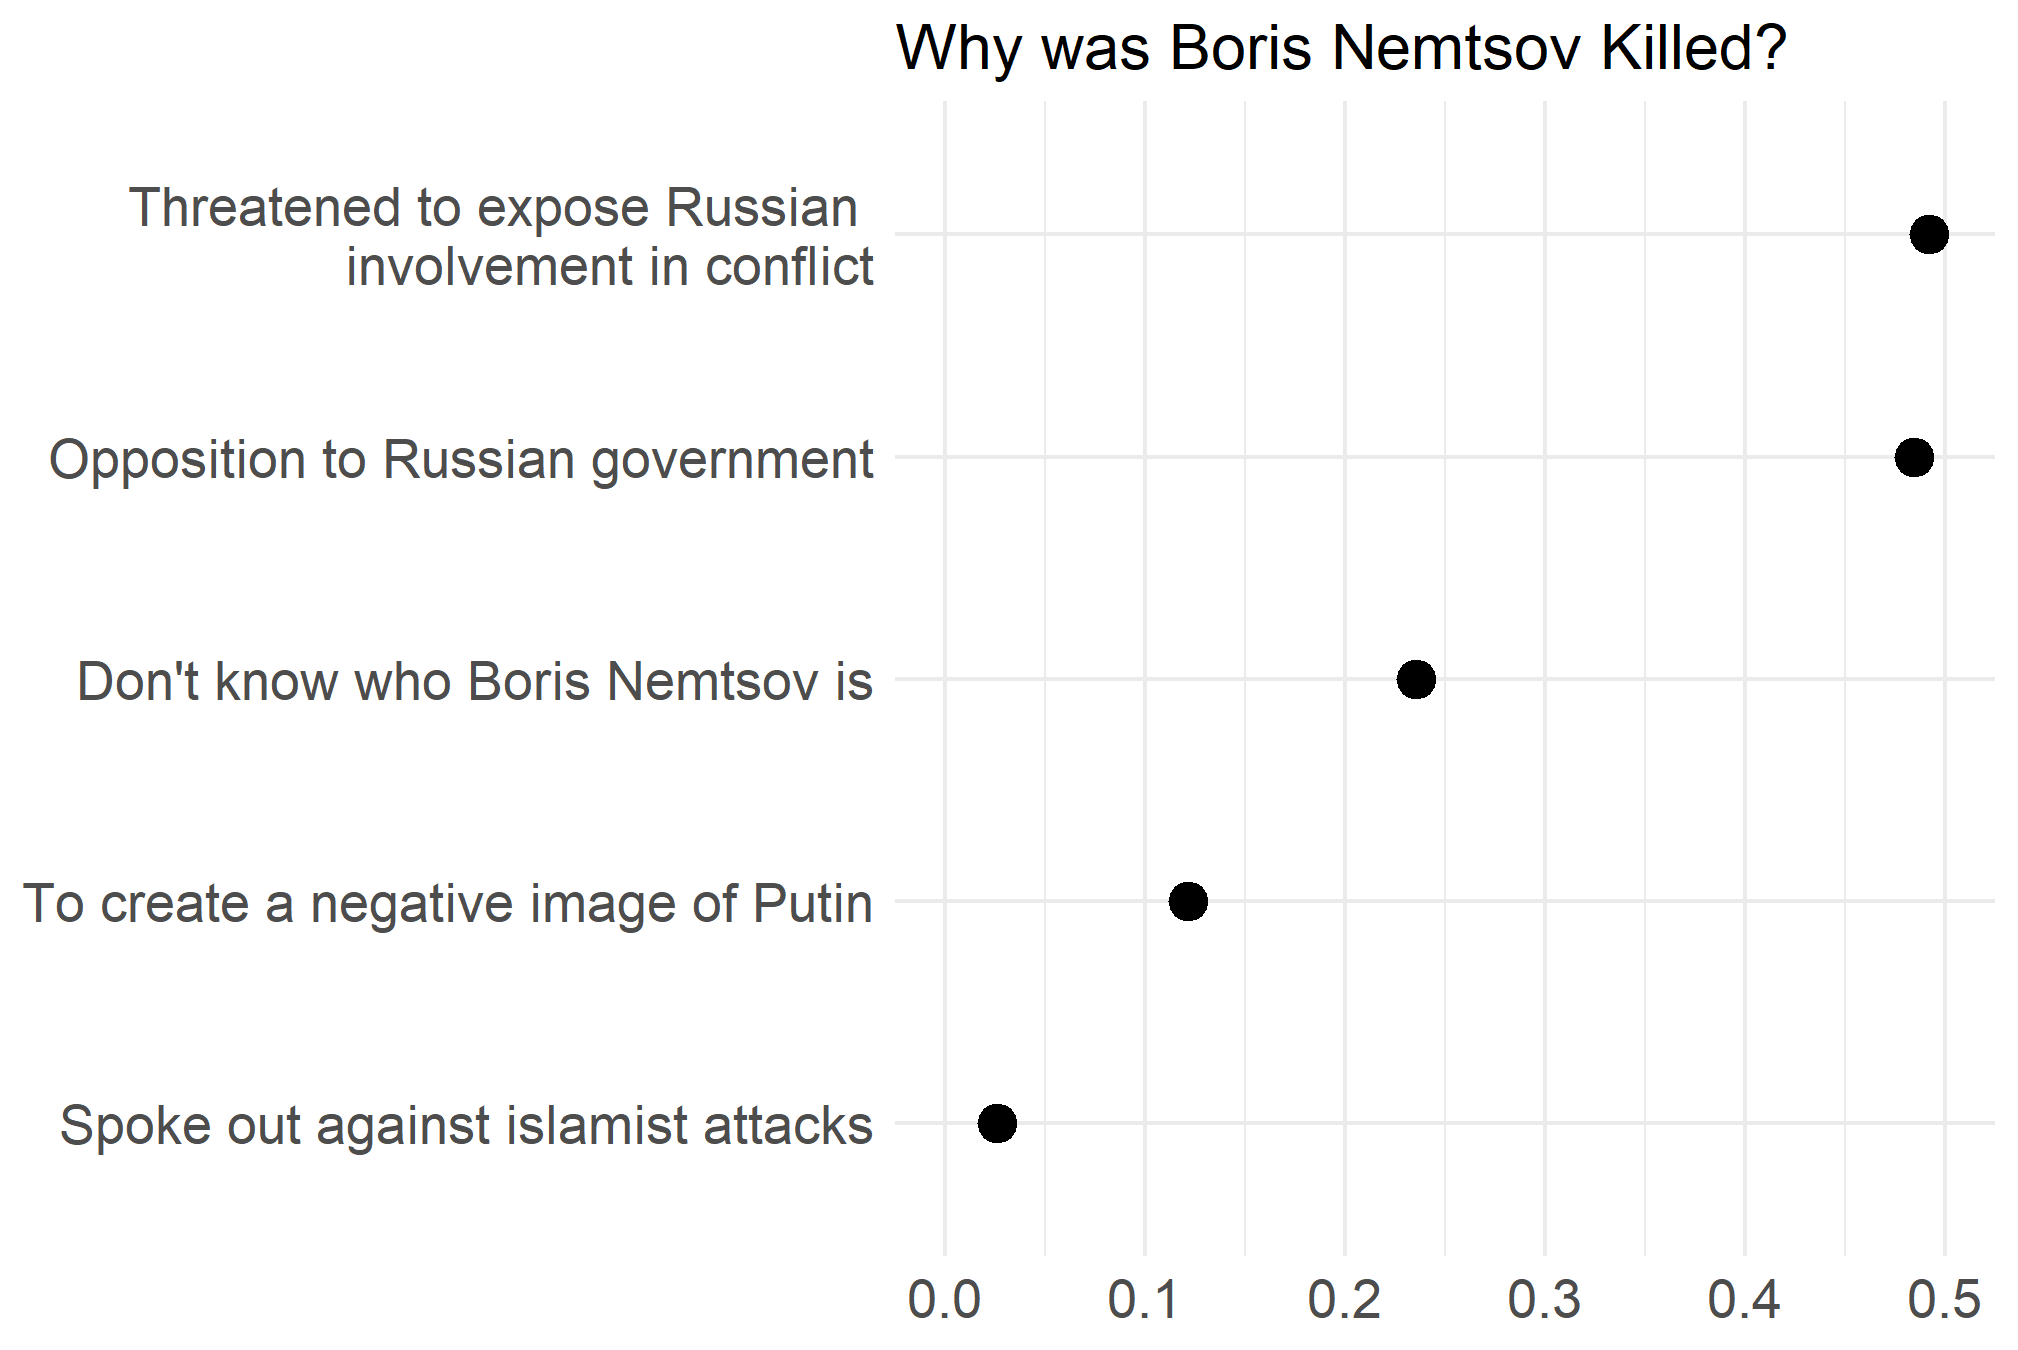 Why was Boris Nemtsov Killed?
Threatened to expose Russian
involvement in conflict
Opposition to Russian government
Don't know who Boris Nemtsov is
To create a negative image of Putin
Spoke out against islamist attacks
0.0 0.1 0.2 0.3 0.4 0.5